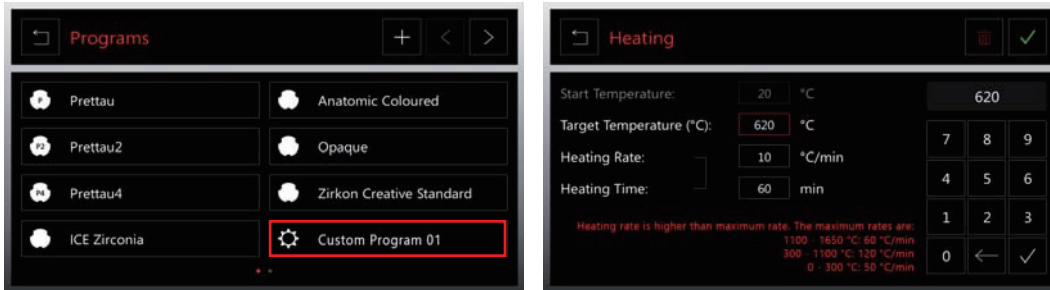 Programs
+ < >
P Prettau
Anatomic Coloured
P2 Prettau2
Opaque
P4 Prettau4
Zirkon Creative Standard
ICE Zirconia
Custom Program 01
Heating
Start Temperature: 20 °C
620
Target Temperature (°C): 620 °C
Heating Rate: 10 °C/min
Heating Time: 60 min
Heating rate is higher than maximum rate. The maximum rates are:
1100 - 1650 °C: 60 °C/min
300 - 1100 °C: 120 °C/min
0 - 300 °C: 50 °C/min
7 8 9
4 5 6
1 2 3
0